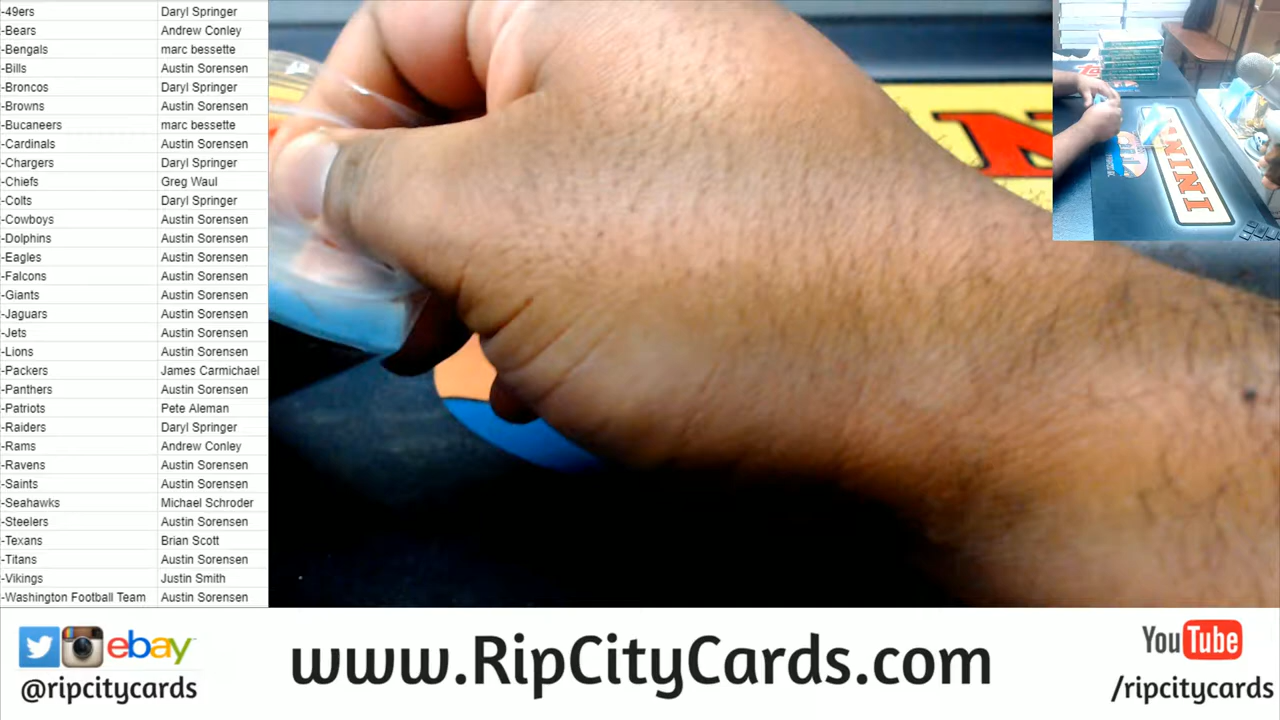 -49ers Daryl Springer
-Bears Andrew Conley
-Bengals marc bessette
-Bills Austin Sorensen
-Broncos Daryl Springer
-Browns Austin Sorensen
-Bucaneers marc bessette
-Cardinals Austin Sorensen
-Chargers Daryl Springer
-Chiefs Greg Waul
-Colts Daryl Springer
-Cowboys Austin Sorensen
-Dolphins Austin Sorensen
-Eagles Austin Sorensen
-Falcons Austin Sorensen
-Giants Austin Sorensen
-Jaguars Austin Sorensen
-Jets Austin Sorensen
-Lions Austin Sorensen
-Packers James Carmichael
-Panthers Austin Sorensen
-Patriots Pete Aleman
-Raiders Daryl Springer
-Rams Andrew Conley
-Ravens Austin Sorensen
-Saints Austin Sorensen
-Seahawks Michael Schroder
-Steelers Austin Sorensen
-Texans Brian Scott
-Titans Austin Sorensen
-Vikings Justin Smith
-Washington Football Team Austin Sorensen
N
NINI
ebay
@ripcitycards
www.RipCityCards.com
YouTube
/ripcitycards